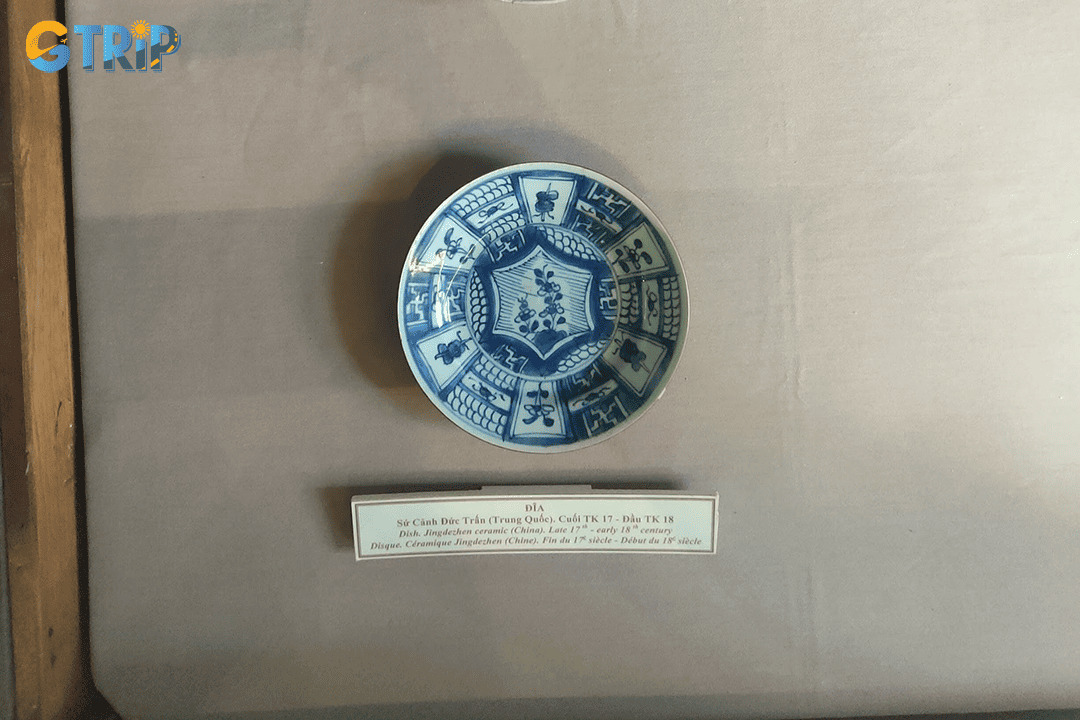 GTRIP
ĐĨA
Sứ Cảnh Đức Trấn (Trung Quốc). Cuối TK 17 - Đầu TK 18
Dish. Jingdezhen ceramic (China). Late 17th - early 18th century
Disque. Céramique Jingdezhen (Chine). Fin du 17e siècle - Début du 18e siècle